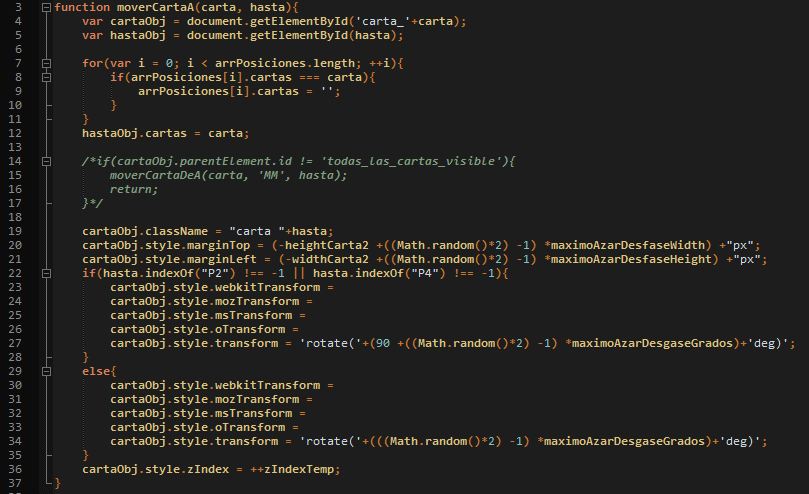 3 function moverCartaA(carta, hasta){
4     var cartaObj = document.getElementById('carta_'+carta);
5     var hastaObj = document.getElementById(hasta);
6
7     for(var i = 0; i < arrPosiciones.length; ++i){
8         if(arrPosiciones[i].cartas === carta){
9             arrPosiciones[i].cartas = '';
10         }
11     }
12     hastaObj.cartas = carta;
13
14     /*if(cartaObj.parentElement.id != 'todas_las_cartas_visible'){
15         moverCartaDeA(carta, 'MM', hasta);
16         return;
17     }*/
18
19     cartaObj.className = "carta "+hasta;
20     cartaObj.style.marginTop = (-heightCarta2 +((Math.random()*2) -1) *maximoAzarDesfaseWidth) +"px";
21     cartaObj.style.marginLeft = (-widthCarta2 +((Math.random()*2) -1) *maximoAzarDesfaseHeight) +"px";
22     if(hasta.indexOf("P2") !== -1 || hasta.indexOf("P4") !== -1){
23         cartaObj.style.webkitTransform =
24         cartaObj.style.mozTransform =
25         cartaObj.style.msTransform =
26         cartaObj.style.oTransform =
27         cartaObj.style.transform = 'rotate('+(90 +((Math.random()*2) -1) *maximoAzarDesgaseGrados)+'deg)';
28     }
29     else{
30         cartaObj.style.webkitTransform =
31         cartaObj.style.mozTransform =
32         cartaObj.style.msTransform =
33         cartaObj.style.oTransform =
34         cartaObj.style.transform = 'rotate('+(((Math.random()*2) -1) *maximoAzarDesgaseGrados)+'deg)';
35     }
36     cartaObj.style.zIndex = ++zIndexTemp;
37 }